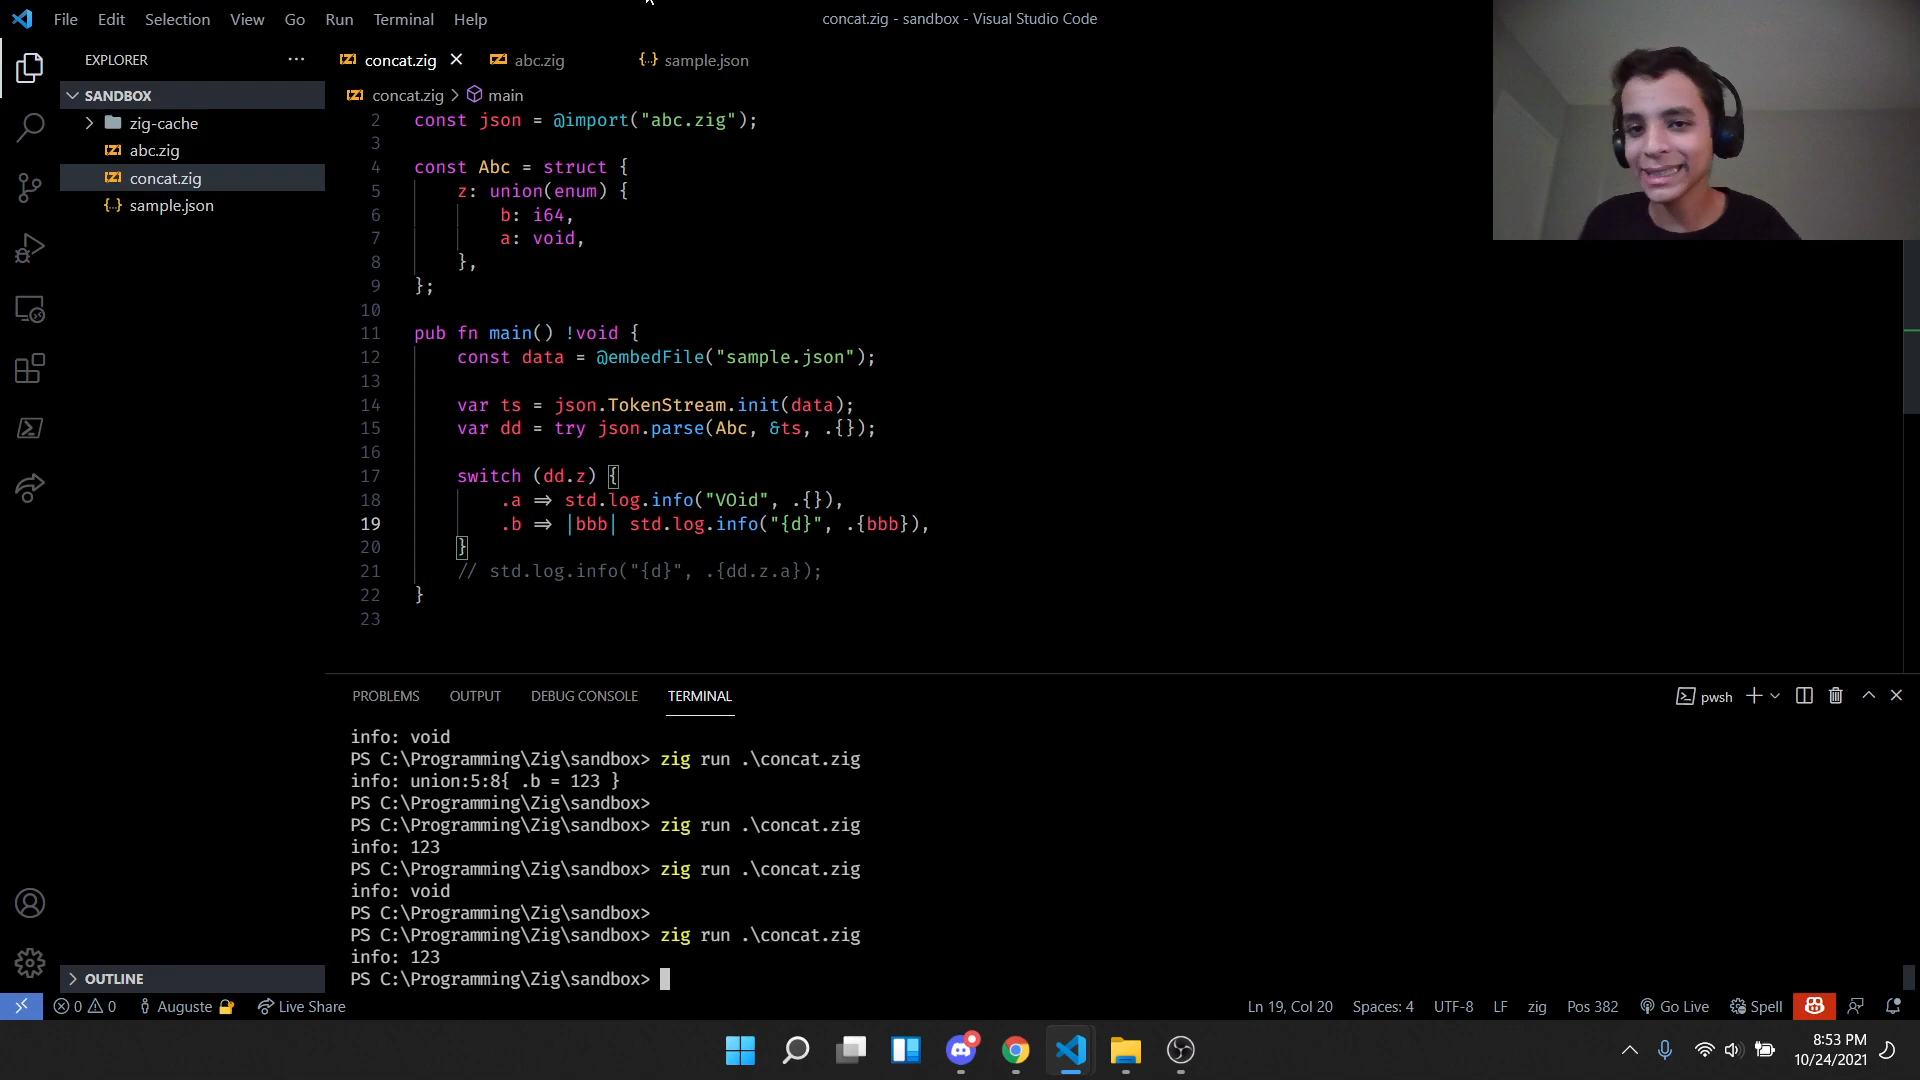 File Edit Selection View Go Run Terminal Help
concat.zig - sandbox - Visual Studio Code
EXPLORER
SANDBOX
zig-cache
abc.zig
concat.zig
sample.json
OUTLINE
concat.zig abc.zig sample.json
concat.zig > main
2 const json = @import("abc.zig");
3
4 const Abc = struct {
5 z: union(enum) {
6 b: i64,
7 a: void,
8 },
9 };
10
11 pub fn main() !void {
12 const data = @embedFile("sample.json");
13
14 var ts = json.TokenStream.init(data);
15 var dd = try json.parse(Abc, &ts, .{});
16
17 switch (dd.z) {
18 .a => std.log.info("VOid", .{}),
19 .b => |bbb| std.log.info("{d}", .{bbb}),
20 }
21 // std.log.info("{d}", .{dd.z.a});
22 }
23
PROBLEMS OUTPUT DEBUG CONSOLE TERMINAL
pwsh
info: void
PS C:\Programming\Zig\sandbox> zig run .\concat.zig
info: union:5:8{ .b = 123 }
PS C:\Programming\Zig\sandbox>
PS C:\Programming\Zig\sandbox> zig run .\concat.zig
info: 123
PS C:\Programming\Zig\sandbox> zig run .\concat.zig
info: void
PS C:\Programming\Zig\sandbox>
PS C:\Programming\Zig\sandbox> zig run .\concat.zig
info: 123
PS C:\Programming\Zig\sandbox>
0 0 Auguste Live Share
Ln 19, Col 20 Spaces: 4 UTF-8 LF zig Pos 382 Go Live Spell
8:53 PM
10/24/2021